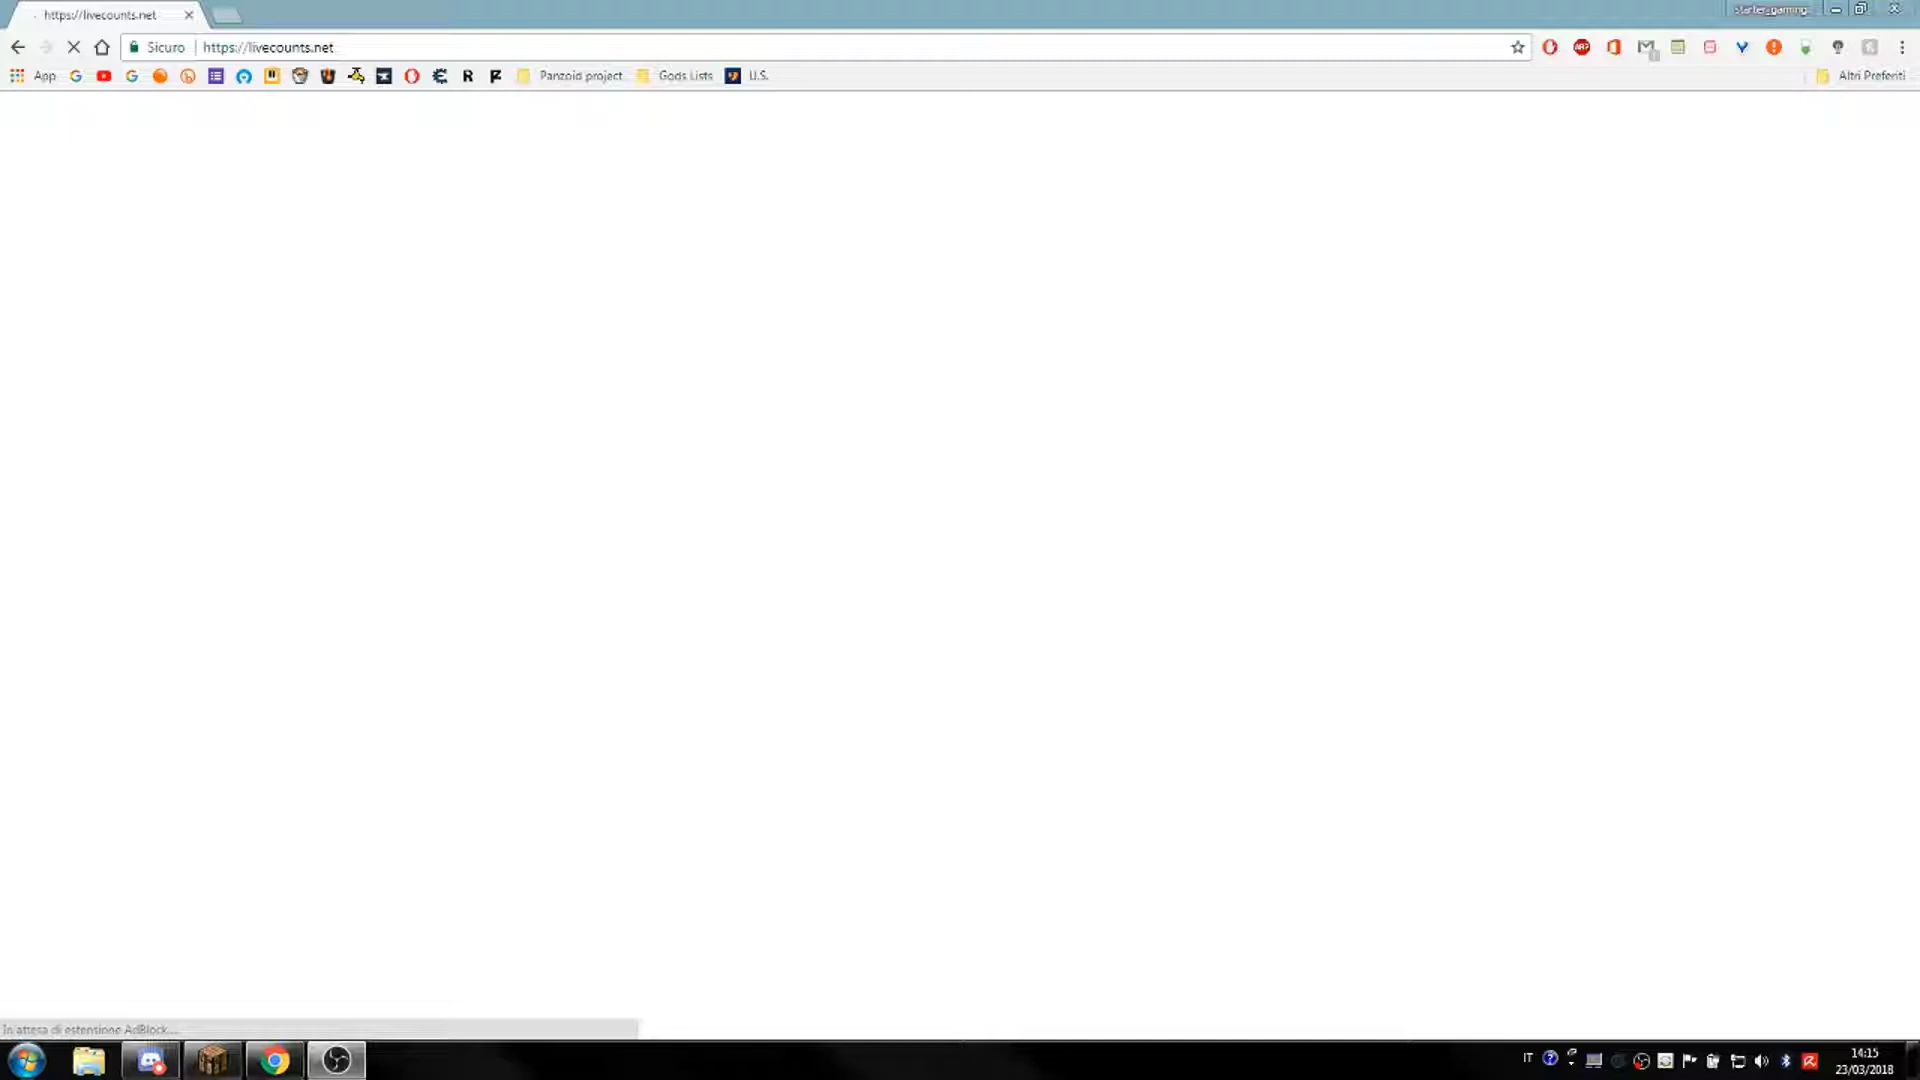 https://livecounts.net
starter_gaming
Sicuro https://livecounts.net
App Panzoid project Gods Lists U.S. Altri Preferiti
In attesa di estensione AdBlock...
IT 14:15
23/03/2018